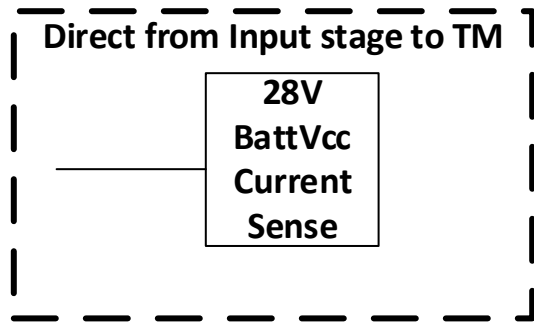 Direct from Input stage to TM
28V
BattVcc
Current
Sense